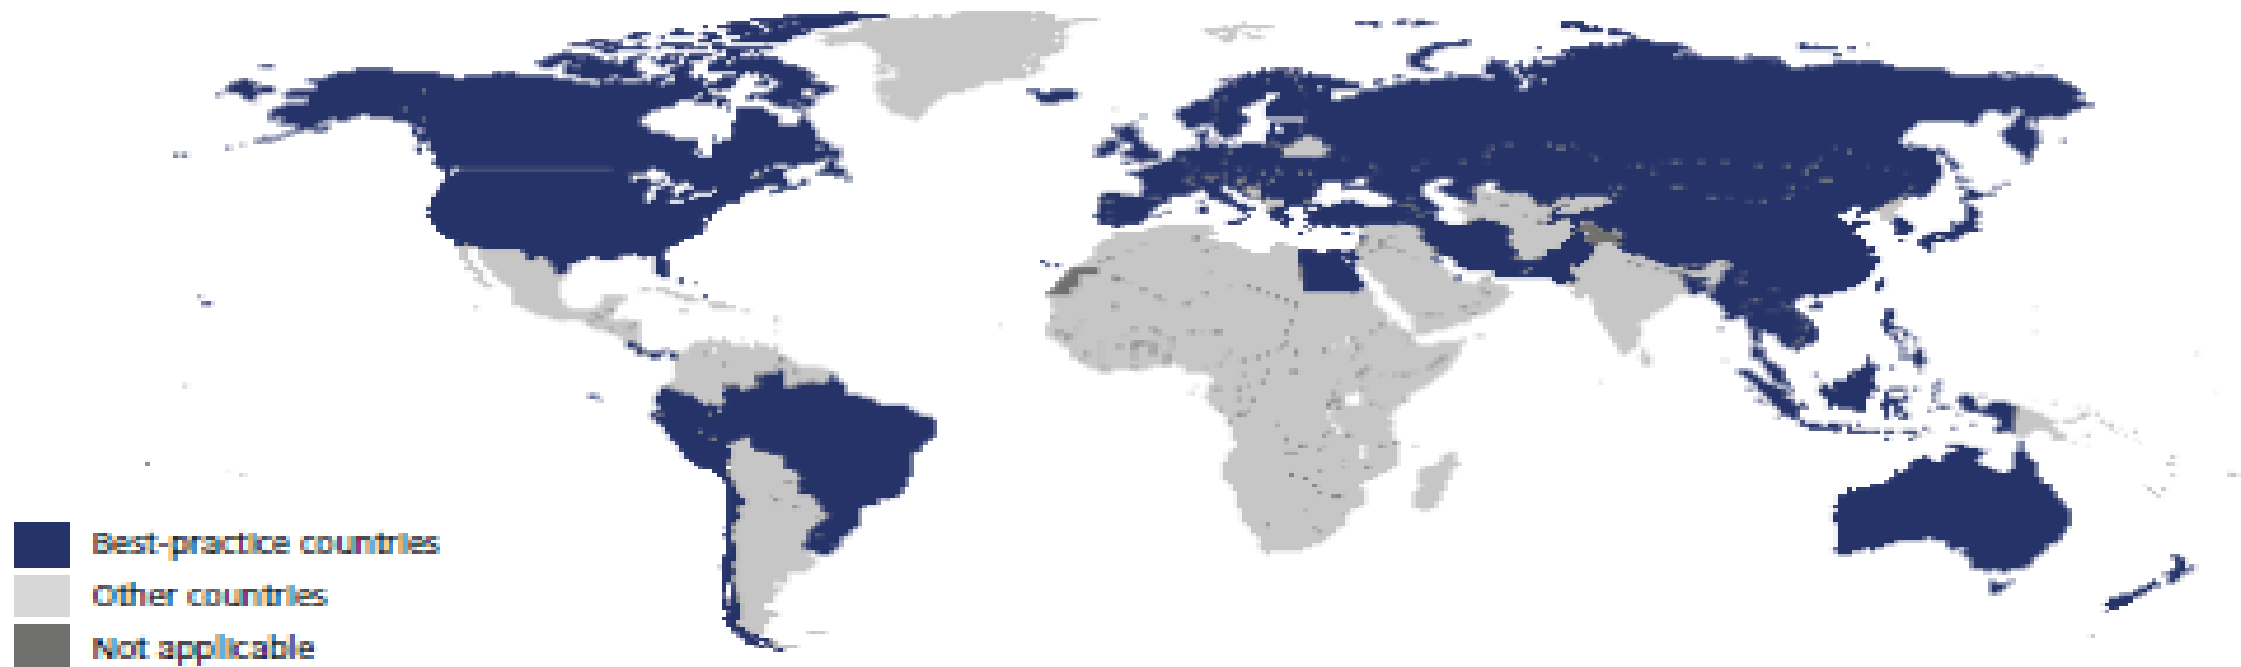 Best-practice countries
Other countries
Not applicable